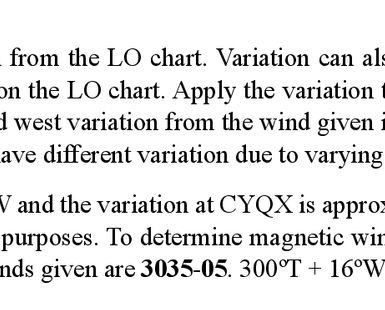 from the LO chart. Variation can als
on the LO chart. Apply the variation t
d west variation from the wind given i
have different variation due to varying
W and the variation at CYQX is approx
purposes. To determine magnetic win
nds given are 3035-05. 300ºT + 16ºW